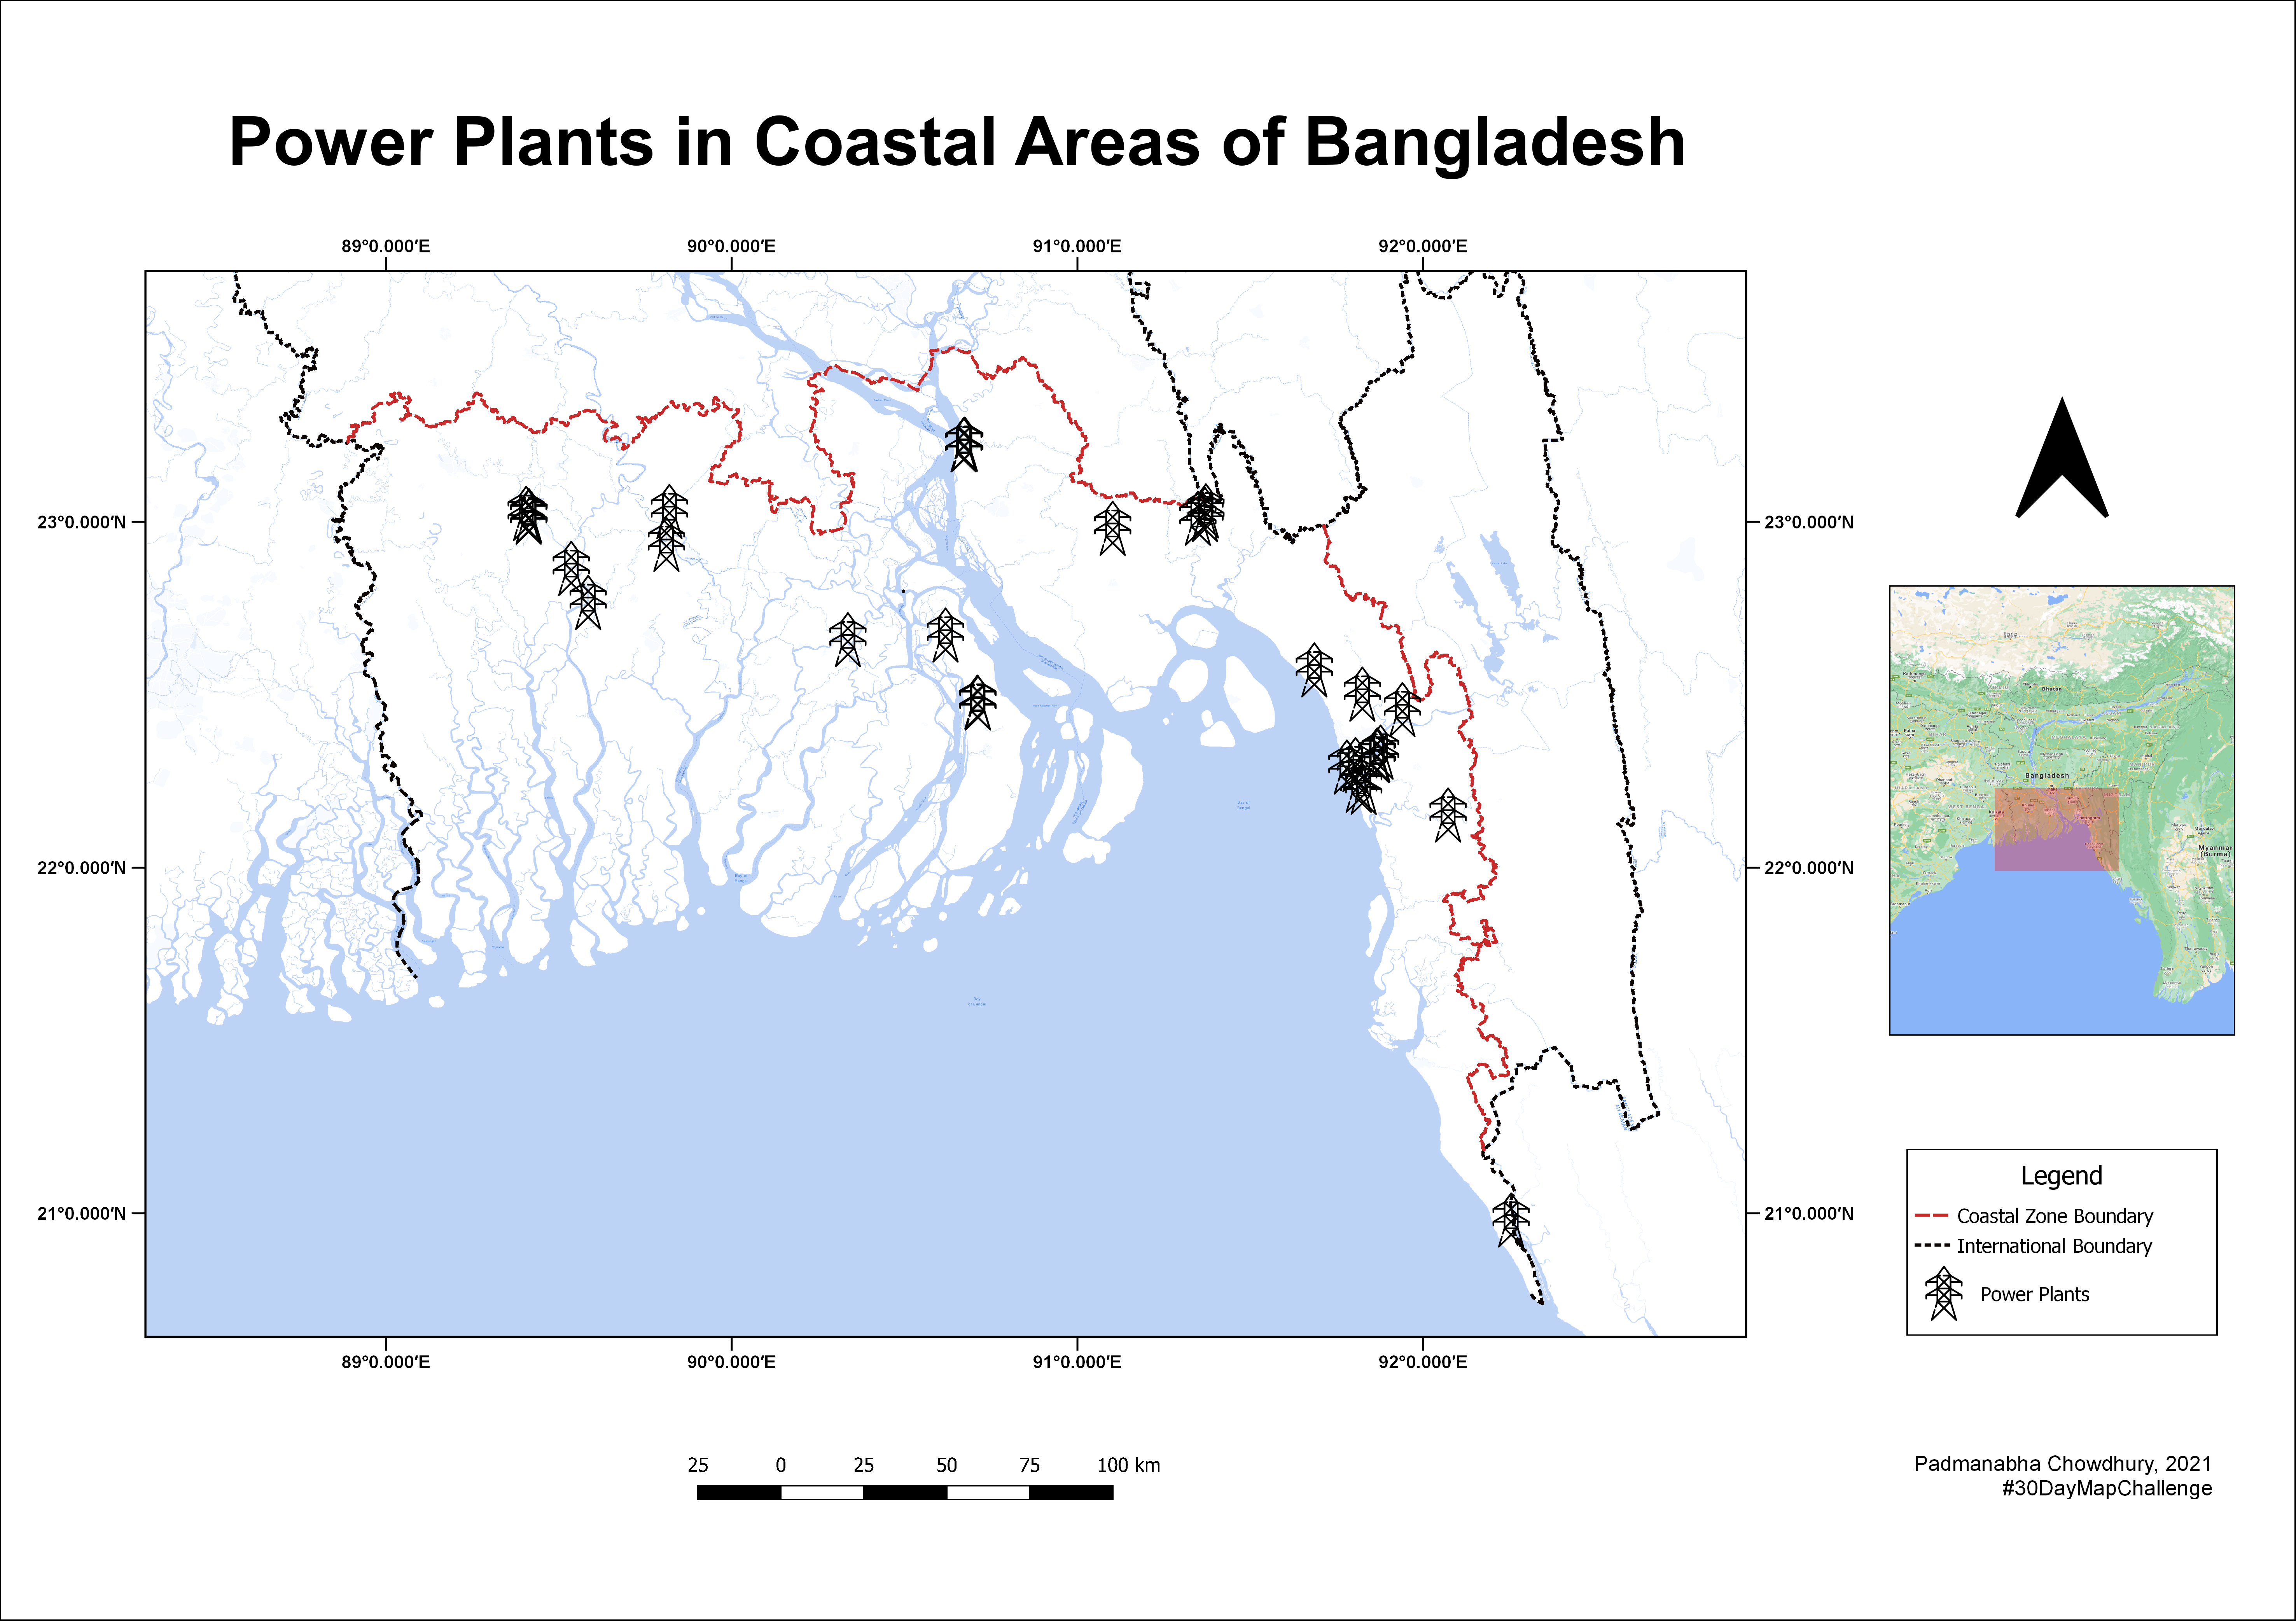 Power Plants in Coastal Areas of Bangladesh
89°0.000′E 90°0.000′E 91°0.000′E 92°0.000′E
23°0.000′N 23°0.000′N
22°0.000′N 22°0.000′N
21°0.000′N 21°0.000′N
89°0.000′E 90°0.000′E 91°0.000′E 92°0.000′E
Bay of
Bengal
Bhutan
Bangladesh
Myanmar
(Burma)
Legend
Coastal Zone Boundary
International Boundary
Power Plants
25 0 25 50 75 100 km
Padmanabha Chowdhury, 2021
#30DayMapChallenge